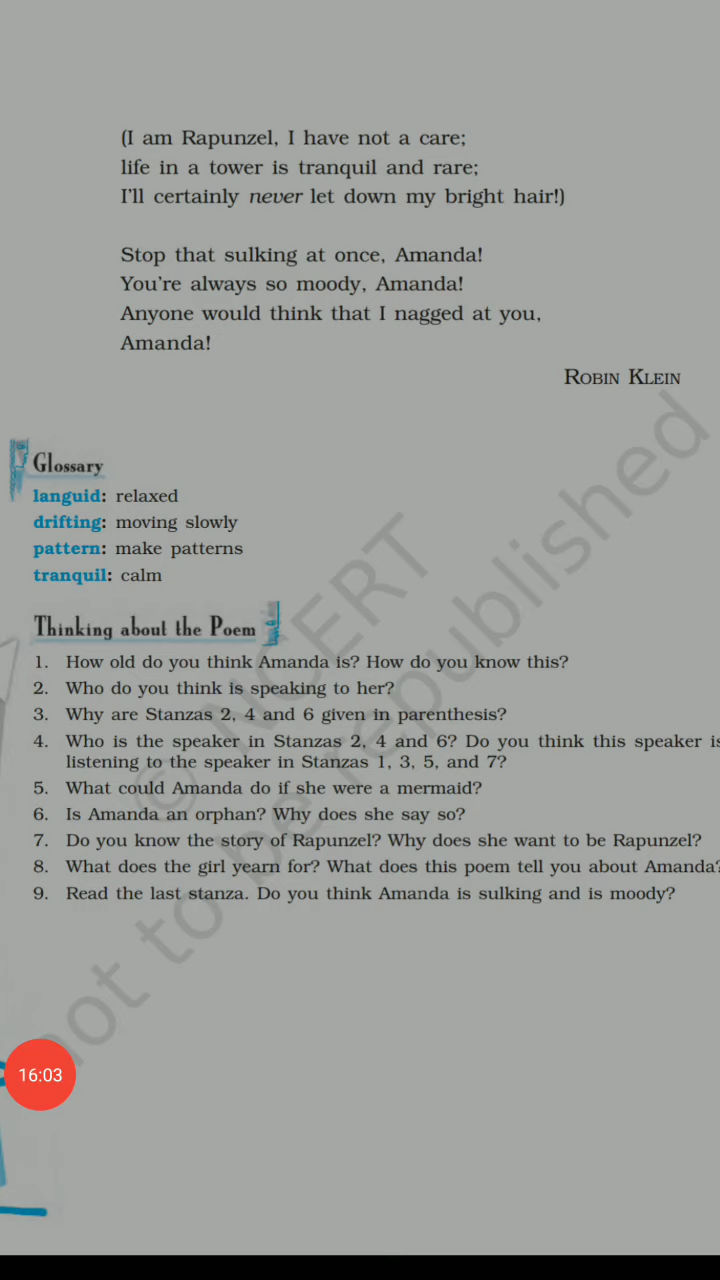 (I am Rapunzel, I have not a care;
life in a tower is tranquil and rare;
I'll certainly never let down my bright hair!)
Stop that sulking at once, Amanda!
You're always so moody, Amanda!
Anyone would think that I nagged at you,
Amanda!
ROBIN KLEIN
Glossary
languid: relaxed
drifting: moving slowly
pattern: make patterns
tranquil: calm
Thinking about the Poem
1. How old do you think Amanda is? How do you know this?
2. Who do you think is speaking to her?
3. Why are Stanzas 2, 4 and 6 given in parenthesis?
4. Who is the speaker in Stanzas 2, 4 and 6? Do you think this speaker is
listening to the speaker in Stanzas 1, 3, 5, and 7?
5. What could Amanda do if she were a mermaid?
6. Is Amanda an orphan? Why does she say so?
7. Do you know the story of Rapunzel? Why does she want to be Rapunzel?
8. What does the girl yearn for? What does this poem tell you about Amanda?
9. Read the last stanza. Do you think Amanda is sulking and is moody?
© NCERT
not to be republished
16:03